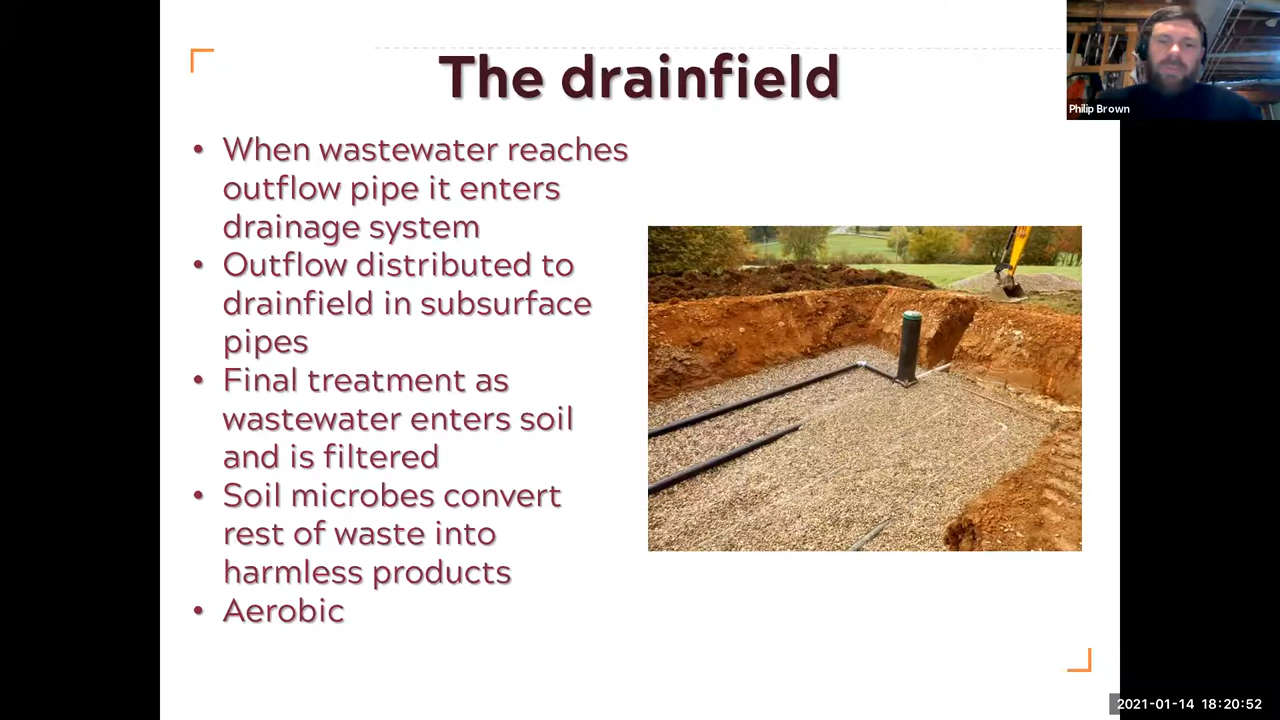 The drainfield
Philip Brown
• When wastewater reaches
outflow pipe it enters
drainage system
• Outflow distributed to
drainfield in subsurface
pipes
• Final treatment as
wastewater enters soil
and is filtered
• Soil microbes convert
rest of waste into
harmless products
• Aerobic
2021-01-14 18:20:52